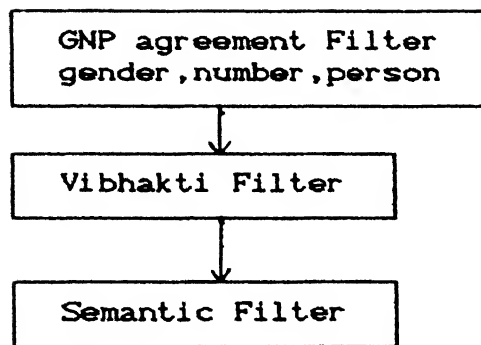 GNP agreement Filter
gender,number,person
Vibhakti Filter
Semantic Filter